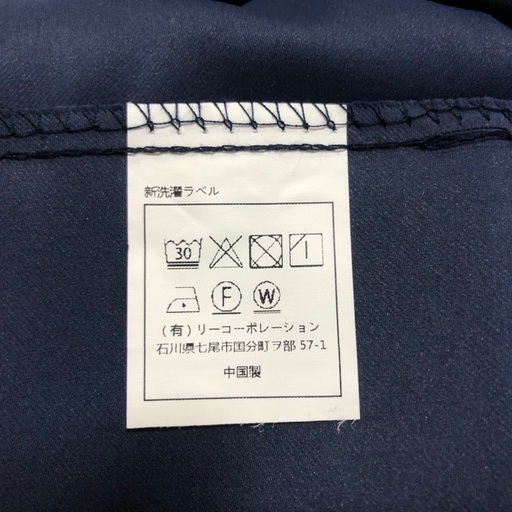 新洗濯ラベル
30
F W
(有) リーコーポレーション
石川県七尾市国分町ヲ部 57-1
中国製